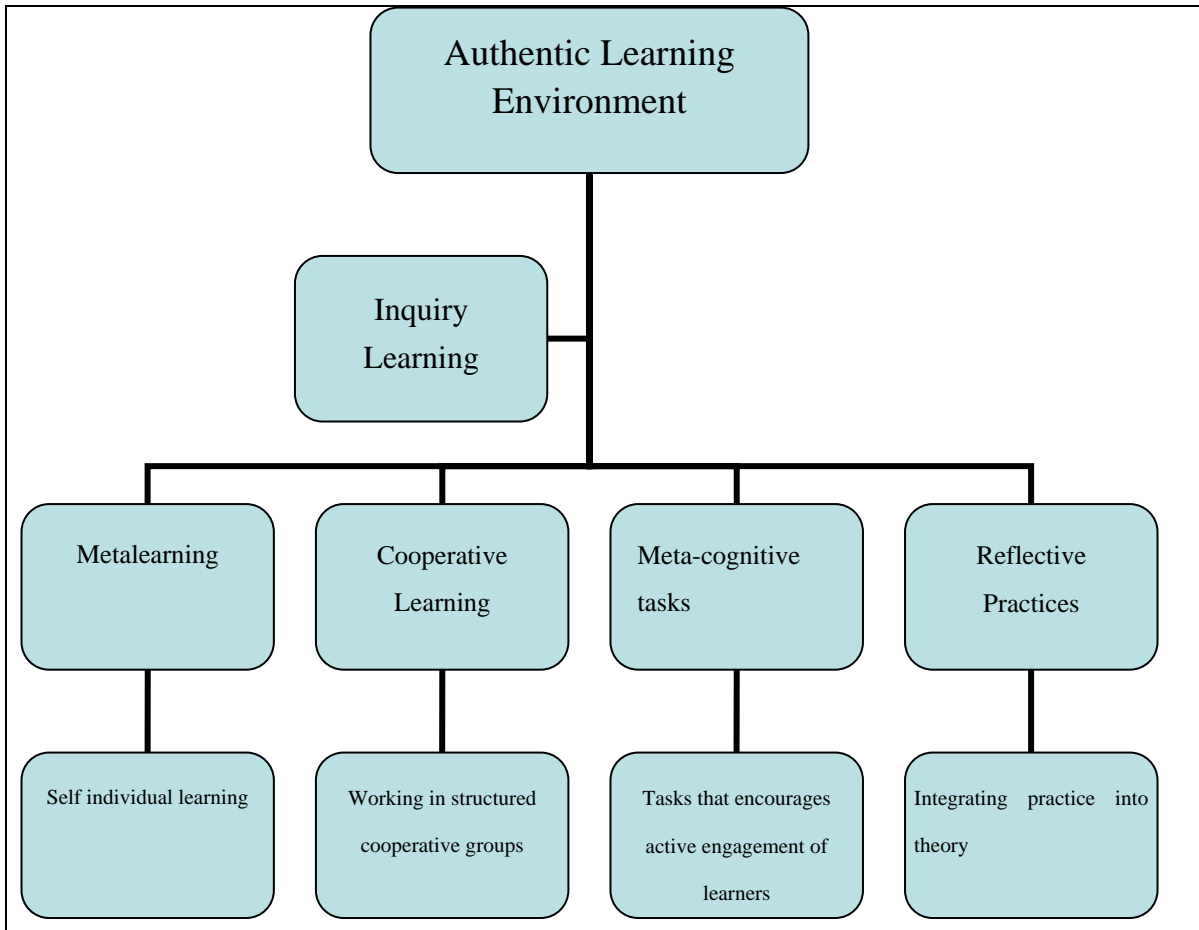 Authentic Learning
Environment
Inquiry
Learning
Metalearning
Cooperative
Learning
Meta-cognitive
tasks
Reflective
Practices
Self individual learning
Working in structured
cooperative groups
Tasks that encourages
active engagement of
learners
Integrating practice into
theory